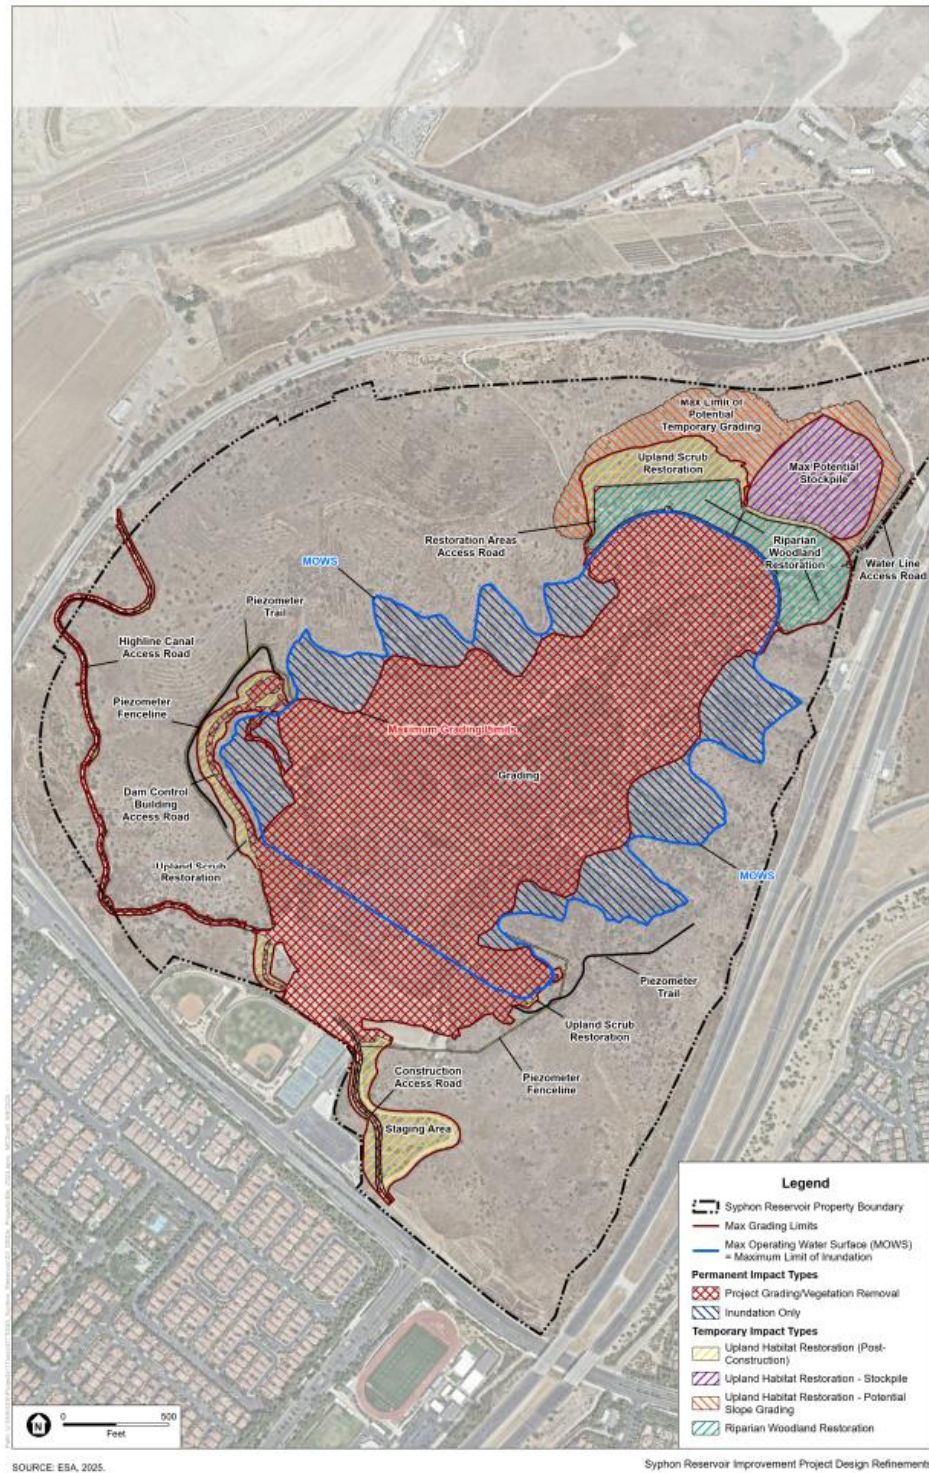 Max Limit of
Potential
Temporary Grading
Upland Scrub
Restoration
Max Potential
Stockpile
Restoration Areas
Access Road
Riparian
Woodland
Restoration
Water Line
Access Road
MOWS
Piezometer
Trail
Highline Canal
Access Road
Piezometer
Fenceline
Maximum Grading Limits
Grading
Dam Control
Building
Access Road
Upland Scrub
Restoration
MOWS
Piezometer
Trail
Upland Scrub
Restoration
Construction
Access Road
Piezometer
Fenceline
Staging Area
Legend
Syphon Reservoir Property Boundary
Max Grading Limits
Max Operating Water Surface (MOWS)
= Maximum Limit of Inundation
Permanent Impact Types
Project Grading/Vegetation Removal
Inundation Only
Temporary Impact Types
Upland Habitat Restoration (Post-
Construction)
Upland Habitat Restoration - Stockpile
Upland Habitat Restoration - Potential
Slope Grading
Riparian Woodland Restoration
N
0 500
Feet
SOURCE: ESA, 2025.
Syphon Reservoir Improvement Project Design Refinements